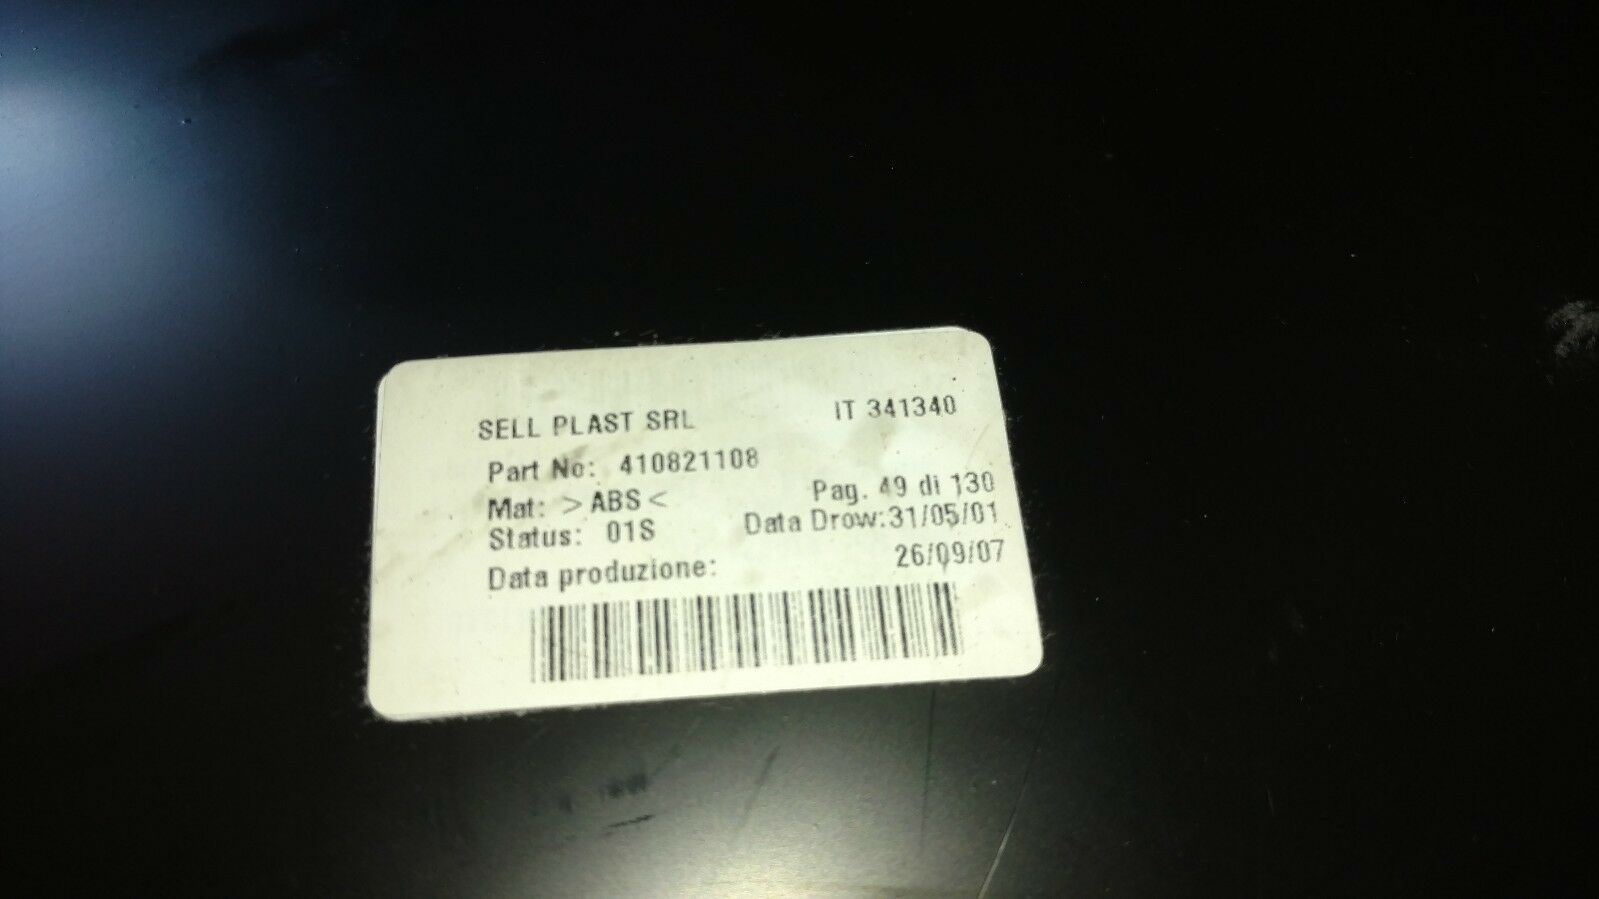 SELL PLAST SRL IT 341340
Part No: 410821108
Mat: >ABS< Pag. 49 di 130
Status: 01S Data Drow:31/05/01
Data produzione: 26/09/07